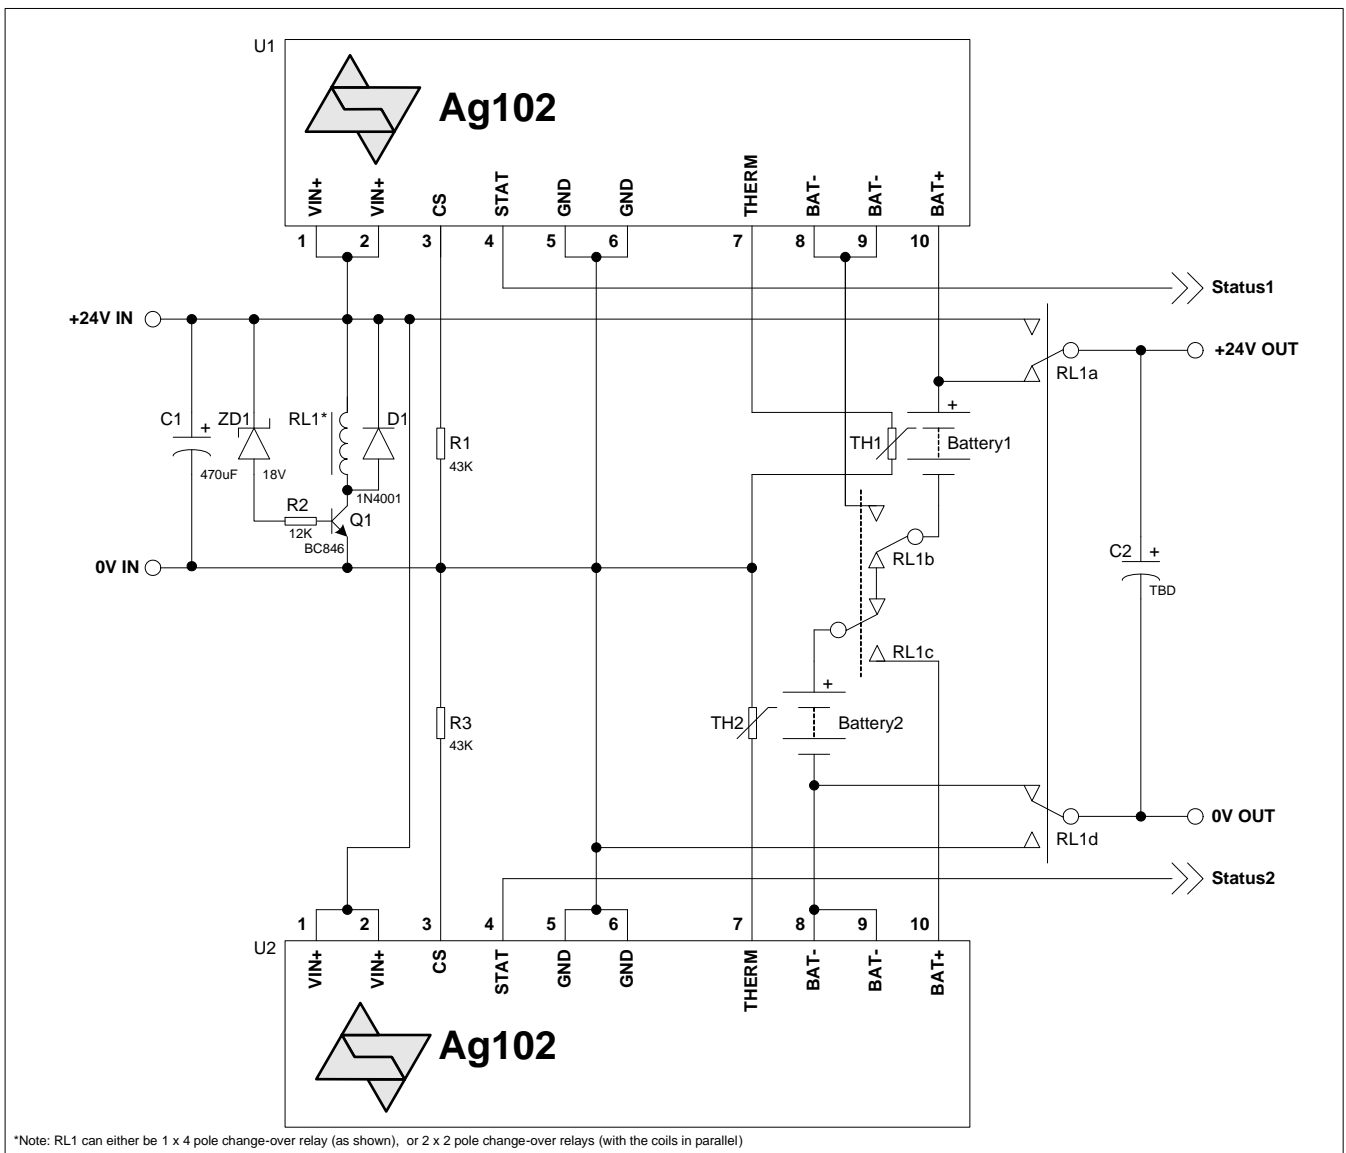 U1
Ag102
VIN+
VIN+
CS
STAT
GND
GND
THERM
BAT-
BAT-
BAT+
1
2
3
4
5
6
7
8
9
10
Status1
+24V IN
+24V OUT
RL1a
C1
+
470uF
ZD1
18V
RL1*
D1
1N4001
R1
43K
TH1
+
Battery1
R2
12K
Q1
BC846
0V IN
RL1b
C2
+
TBD
RL1c
R3
43K
TH2
+
Battery2
0V OUT
RL1d
Status2
1
2
3
4
5
6
7
8
9
10
U2
VIN+
VIN+
CS
STAT
GND
GND
THERM
BAT-
BAT-
BAT+
Ag102
*Note: RL1 can either be 1 x 4 pole change-over relay (as shown), or 2 x 2 pole change-over relays (with the coils in parallel)